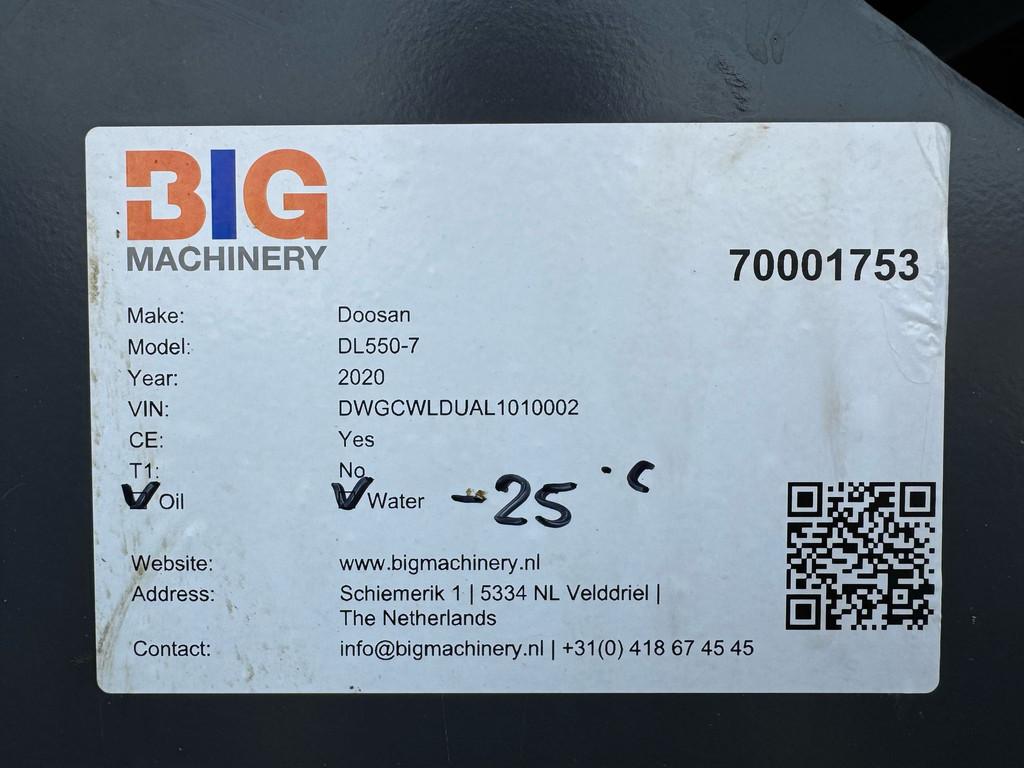 BIG
MACHINERY
70001753
Make: Doosan
Model: DL550-7
Year: 2020
VIN: DWGCWLDUAL1010002
CE: Yes
T1: No
Oil Water -25 °C
Website: www.bigmachinery.nl
Address: Schiemerik 1 | 5334 NL Velddriel |
The Netherlands
Contact: info@bigmachinery.nl | +31(0) 418 67 45 45